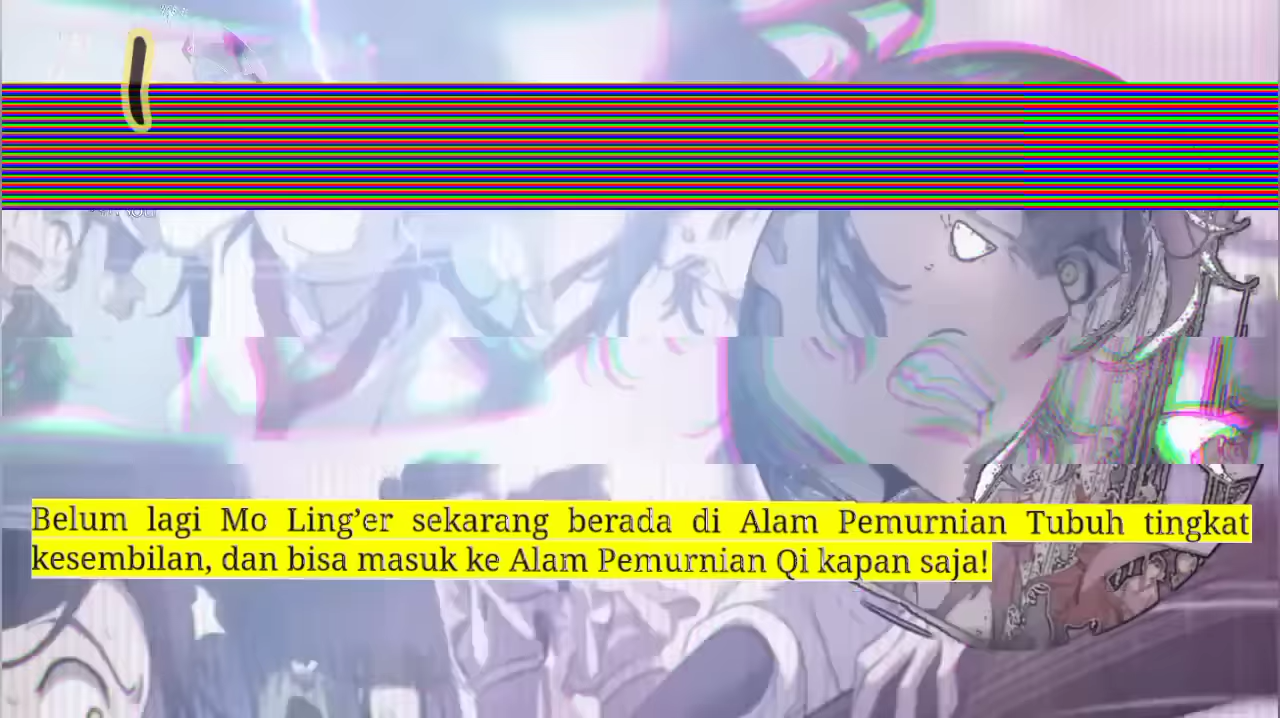 Belum lagi Mo Ling’er sekarang berada di Alam Pemurnian Tubuh tingkat
kesembilan, dan bisa masuk ke Alam Pemurnian Qi kapan saja!